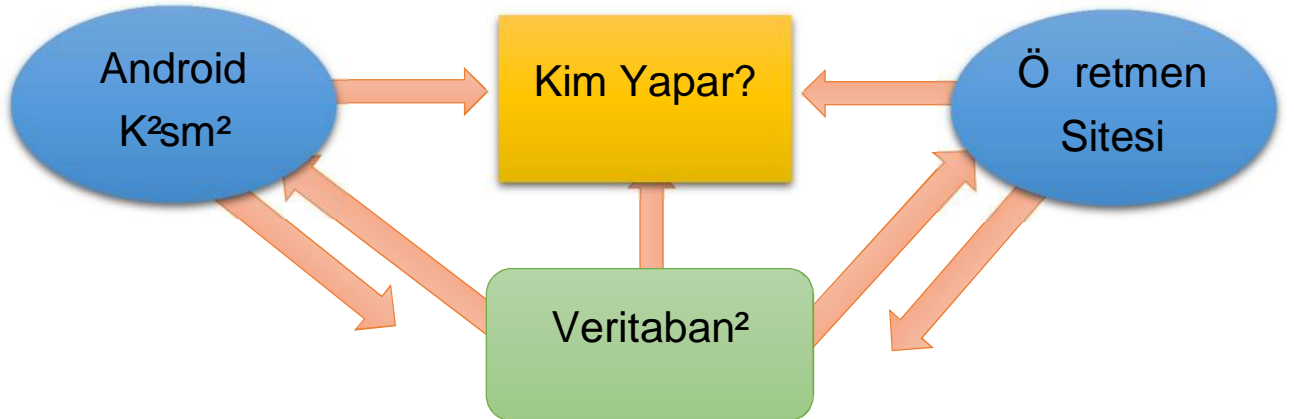 Android
K²sm²
Kim Yapar?
Ö retmen
Sitesi
Veritaban²